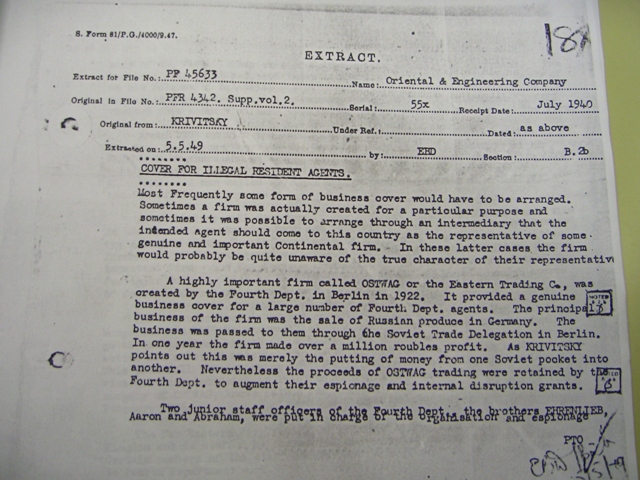 S. Form 81/P.G./4000/9.47.
EXTRACT.
Extract for File No.: PF 45633 Name: Oriental & Engineering Company
Original in File No.: PFR 4342. Supp.vol.2. Serial: 55x Receipt Date: July 1940
Original from: KRIVITSKY Under Ref.: Dated: as above
Extracted on: 5.5.49 by: EBD Section: B.2b
COVER FOR ILLEGAL RESIDENT AGENTS.
Most Frequently some form of business cover would have to be arranged.
Sometimes a firm was actually created for a particular purpose and
sometimes it was possible to arrange through an intermediary that the
intended Agent should come to this country as the representative of some
genuine and important Continental firm. In these latter cases the firm
would probably be quite unaware of the true character of their representativ
A highly important firm called OSTWAG or the Eastern Trading Co., was
created by the Fourth Dept. in Berlin in 1922. It provided a genuine
business cover for a large number of Fourth Dept. agents. The principa
business of the firm was the sale of Russian produce in Germany. The
business was passed to them through the Soviet Trade Delegation in Berlin.
In one year the firm made over a million roubles profit. As KRIVITSKY
points out this was merely the putting of money from one Soviet pocket into
another. Nevertheless the proceeds of OSTWAG trading were retained by
Fourth Dept. to augment their espionage and internal disruption grants.
Two junior staff officers of the Fourth Dept., the brothers EHRENLIEB,
Aaron and Abraham, were put in charge of the organisation and espionage
PTO